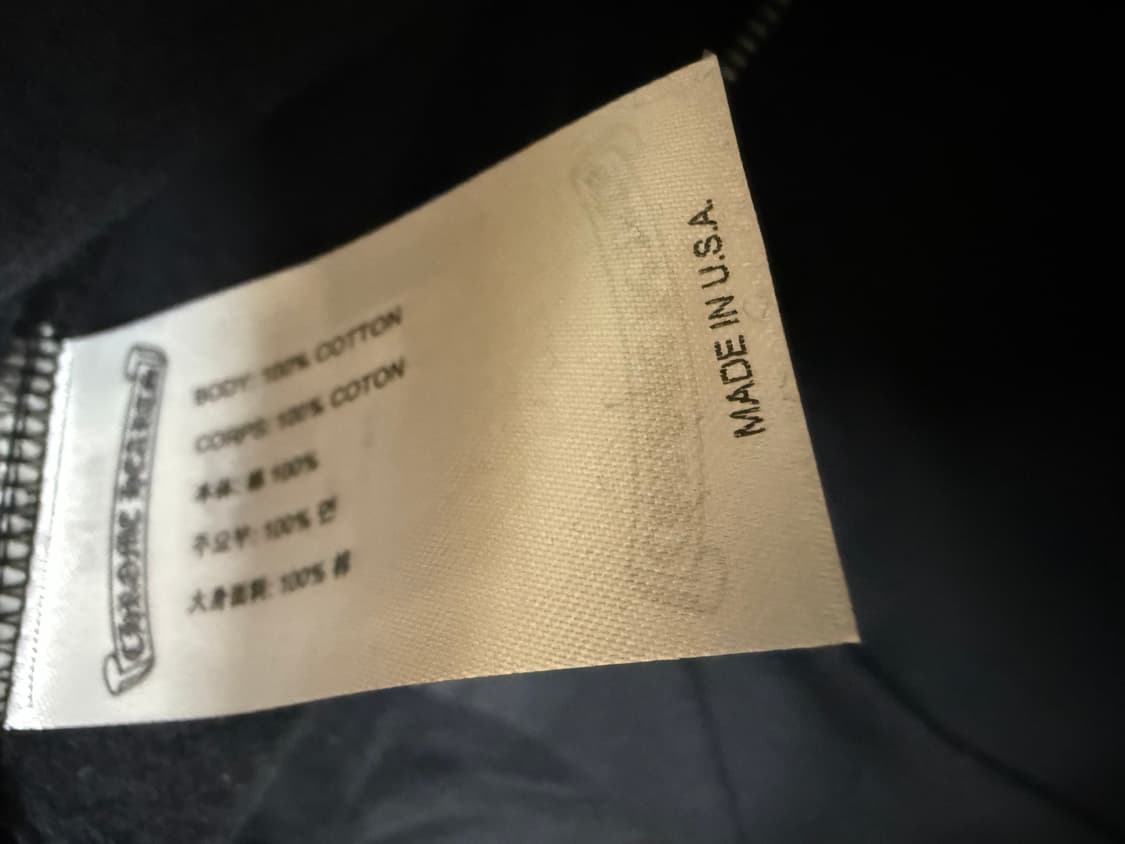 CHROME HEARTS
BODY: 100% COTTON
CORPS: 100% COTON
本体: 綿 100%
주요부: 100% 면
大身面料: 100% 棉
MADE IN U.S.A.